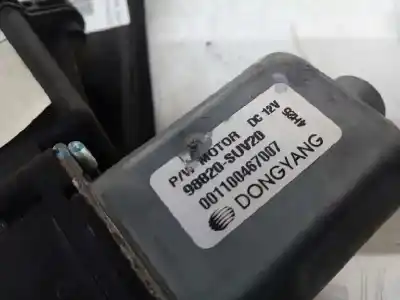 P/W MOTOR DC 12V
98820-SUV20
001100467007
DONGYANG